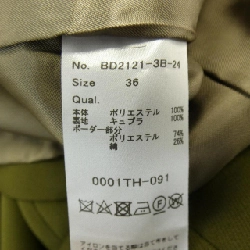 No. BD2121-3B-24
Size 36
Qual.
本体 ポリエステル 100%
裏地 キュプラ 100%
ボーダー部分
ポリエステル 74%
綿 26%
0001TH-091